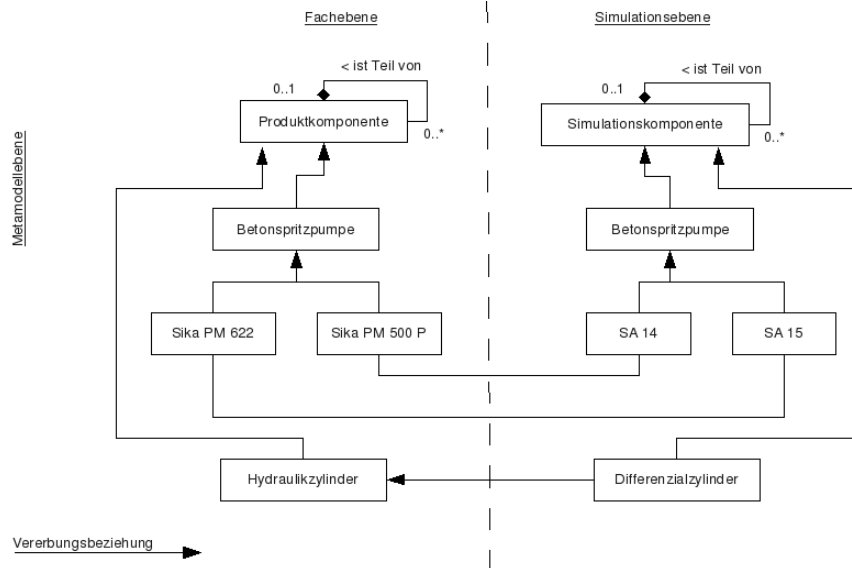 Fachebene
Simulationsebene
< ist Teil von
0..1
Produktkomponente
0..*
< ist Teil von
0..1
Simulationskomponente
0..*
Metamodellebene
Betonspritzpumpe
Betonspritzpumpe
Sika PM 622
Sika PM 500 P
SA 14
SA 15
Hydraulikzylinder
Differenzialzylinder
Vererbungsbeziehung